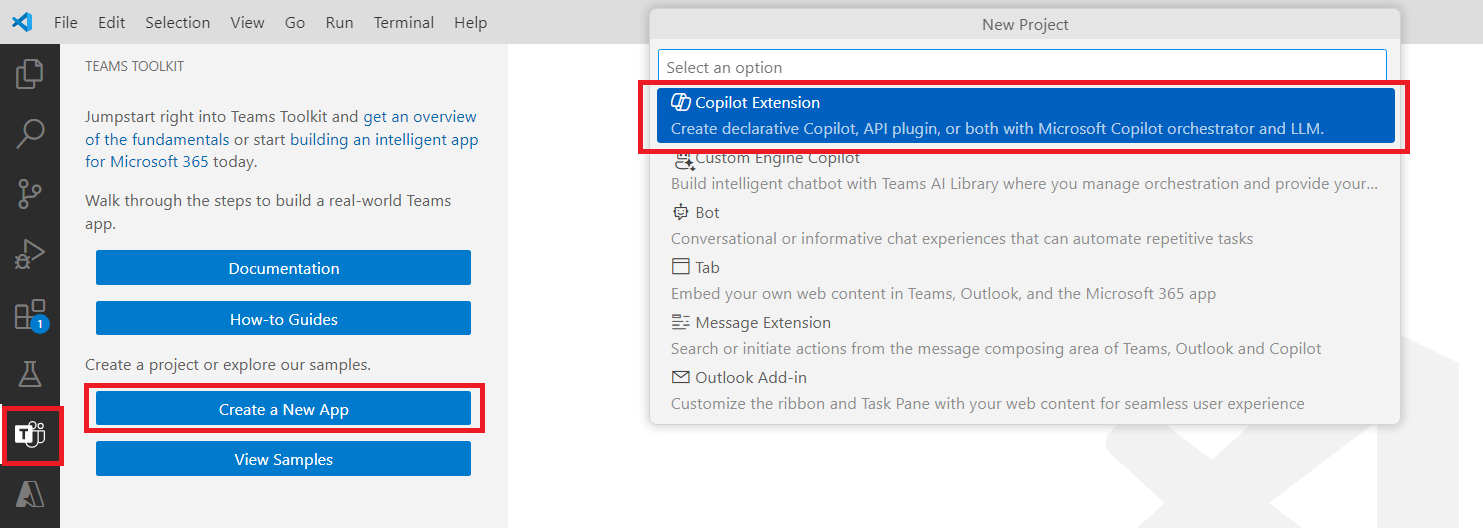 File Edit Selection View Go Run Terminal Help
TEAMS TOOLKIT
Jumpstart right into Teams Toolkit and get an overview
of the fundamentals or start building an intelligent app
for Microsoft 365 today.
Walk through the steps to build a real-world Teams
app.
Documentation
How-to Guides
1
Create a project or explore our samples.
Create a New App
T
View Samples
New Project
Select an option
Copilot Extension
Create declarative Copilot, API plugin, or both with Microsoft Copilot orchestrator and LLM.
Custom Engine Copilot
Build intelligent chatbot with Teams AI Library where you manage orchestration and provide your...
Bot
Conversational or informative chat experiences that can automate repetitive tasks
Tab
Embed your own web content in Teams, Outlook, and the Microsoft 365 app
Message Extension
Search or initiate actions from the message composing area of Teams, Outlook and Copilot
Outlook Add-in
Customize the ribbon and Task Pane with your web content for seamless user experience